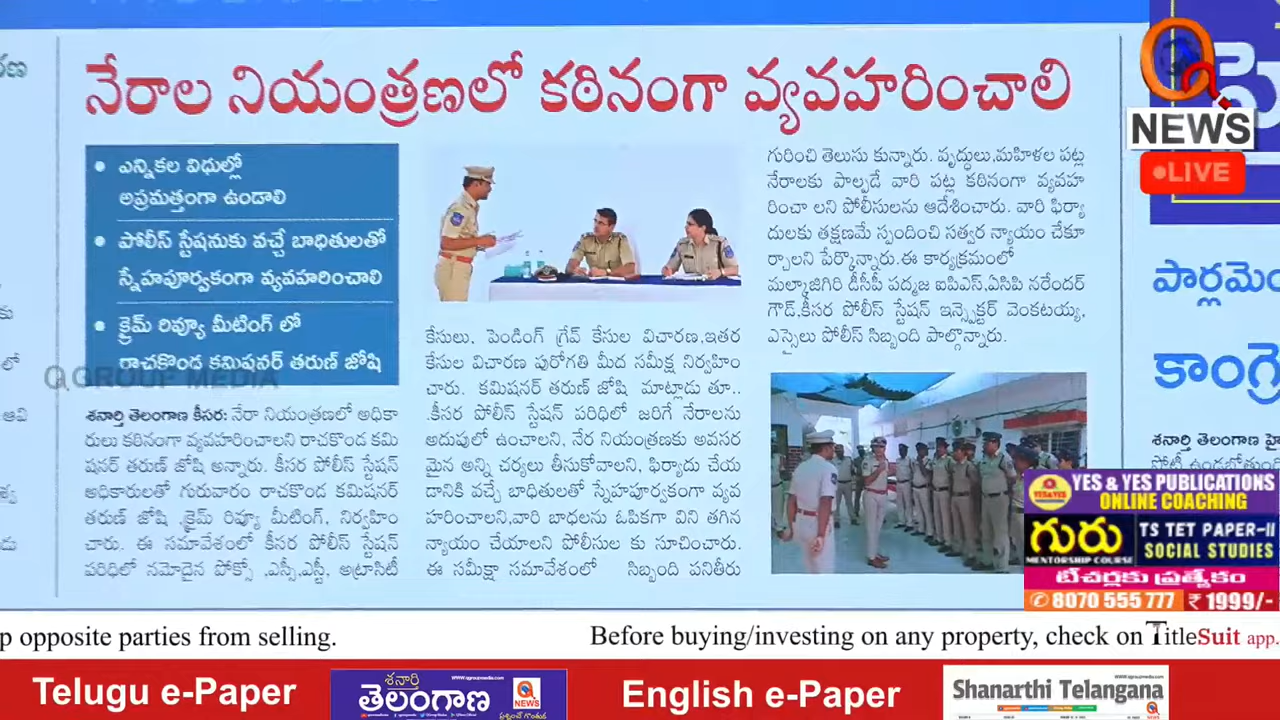 నేరాల నియంత్రణలో కఠినంగా వ్యవహరించాలి
ఎన్నికల విధుల్లో
అప్రమత్తంగా ఉండాలి
పోలీస్ స్టేషనుకు వచ్చే బాధితులతో
స్నేహపూర్వకంగా వ్యవహరించాలి
క్రైమ్ రివ్యూ మీటింగ్ లో
రాచకొండ కమిషనర్ తరుణ్ జోషి
Q GROUP MEDIA
శనార్తి తెలంగాణ కీసర: నేరా నియంత్రణలో అధికా
రులు కఠినంగా వ్యవహరించాలని రాచకొండ కమి
షనర్ తరుణ్ జోషి అన్నారు. కీసర పోలీస్ స్టేషన్
అధికారులతో గురువారం రాచకొండ కమిషనర్
తరుణ్ జోషి ,క్రైమ్ రివ్యూ మీటింగ్, నిర్వహిం
చారు. ఈ సమావేశంలో కీసర పోలీస్ స్టేషన్
పరిధిలో నమోదైన పోక్సో ,ఎస్సీ,ఎస్టీ, అట్రాసిటీ
కేసులు, పెండింగ్ గ్రేవ్ కేసుల విచారణ,ఇతర
కేసుల విచారణ పురోగతి మీద సమీక్ష నిర్వహిం
చారు. కమిషనర్ తరుణ్ జోషి మాట్లాడు తూ..
.కీసర పోలీస్ స్టేషన్ పరిధిలో జరిగే నేరాలను
అదుపులో ఉంచాలని, నేర నియంత్రణకు అవసర
మైన అన్ని చర్యలు తీసుకోవాలని, ఫిర్యాదు చేయ
డానికి వచ్చే బాధితులతో స్నేహపూర్వకంగా వ్యవ
హరించాలని,వారి బాధలను ఓపికగా విని తగిన
న్యాయం చేయాలని పోలీసుల కు సూచించారు.
ఈ సమీక్షా సమావేశంలో సిబ్బంది పనితీరు
గురించి తెలుసు కున్నారు. వృద్ధులు,మహిళల పట్ల
నేరాలకు పాల్పడే వారి పట్ల కఠినంగా వ్యవహ
రించా లని పోలీసులను ఆదేశించారు. వారి ఫిర్యా
దులకు తక్షణమే స్పందించి సత్వర న్యాయం చేకూ
ర్చాలని పేర్కొన్నారు.ఈ కార్యక్రమంలో
మల్కాజిగిరి డీసీపీ పద్మజ ఐపిఎస్,ఏసిపి నరేందర్
గౌడ్,కీసర పోలీస్ స్టేషన్ ఇన్స్పెక్టర్ వెంకటయ్య,
ఎస్సైలు పోలీస్ సిబ్బంది పాల్గొన్నారు.
NEWS
LIVE
పార్లమెం
కాంగ్రె
శనార్తి తెలంగాణ హై
YES & YES PUBLICATIONS
ONLINE COACHING
గురు
MENTORSHIP COURSE
TS TET PAPER-II
SOCIAL STUDIES
టీచర్లకు ప్రత్యేకం
8070 555 777
₹ 1999/-
p opposite parties from selling.
Before buying/investing on any property, check on TitleSuit app.
Telugu e-Paper
శనార్తి
తెలంగాణ
NEWS
English e-Paper
Shanarthi Telangana